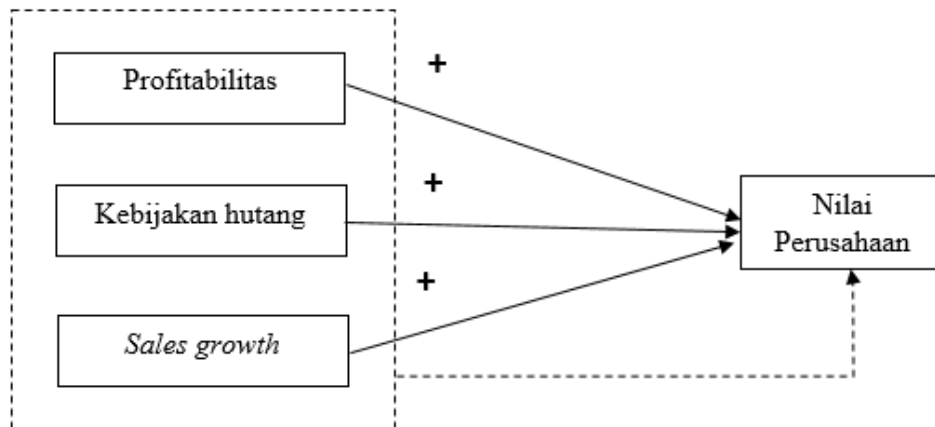 +
Profitabilitas
+
Kebijakan hutang
Nilai
Perusahaan
+
Sales growth